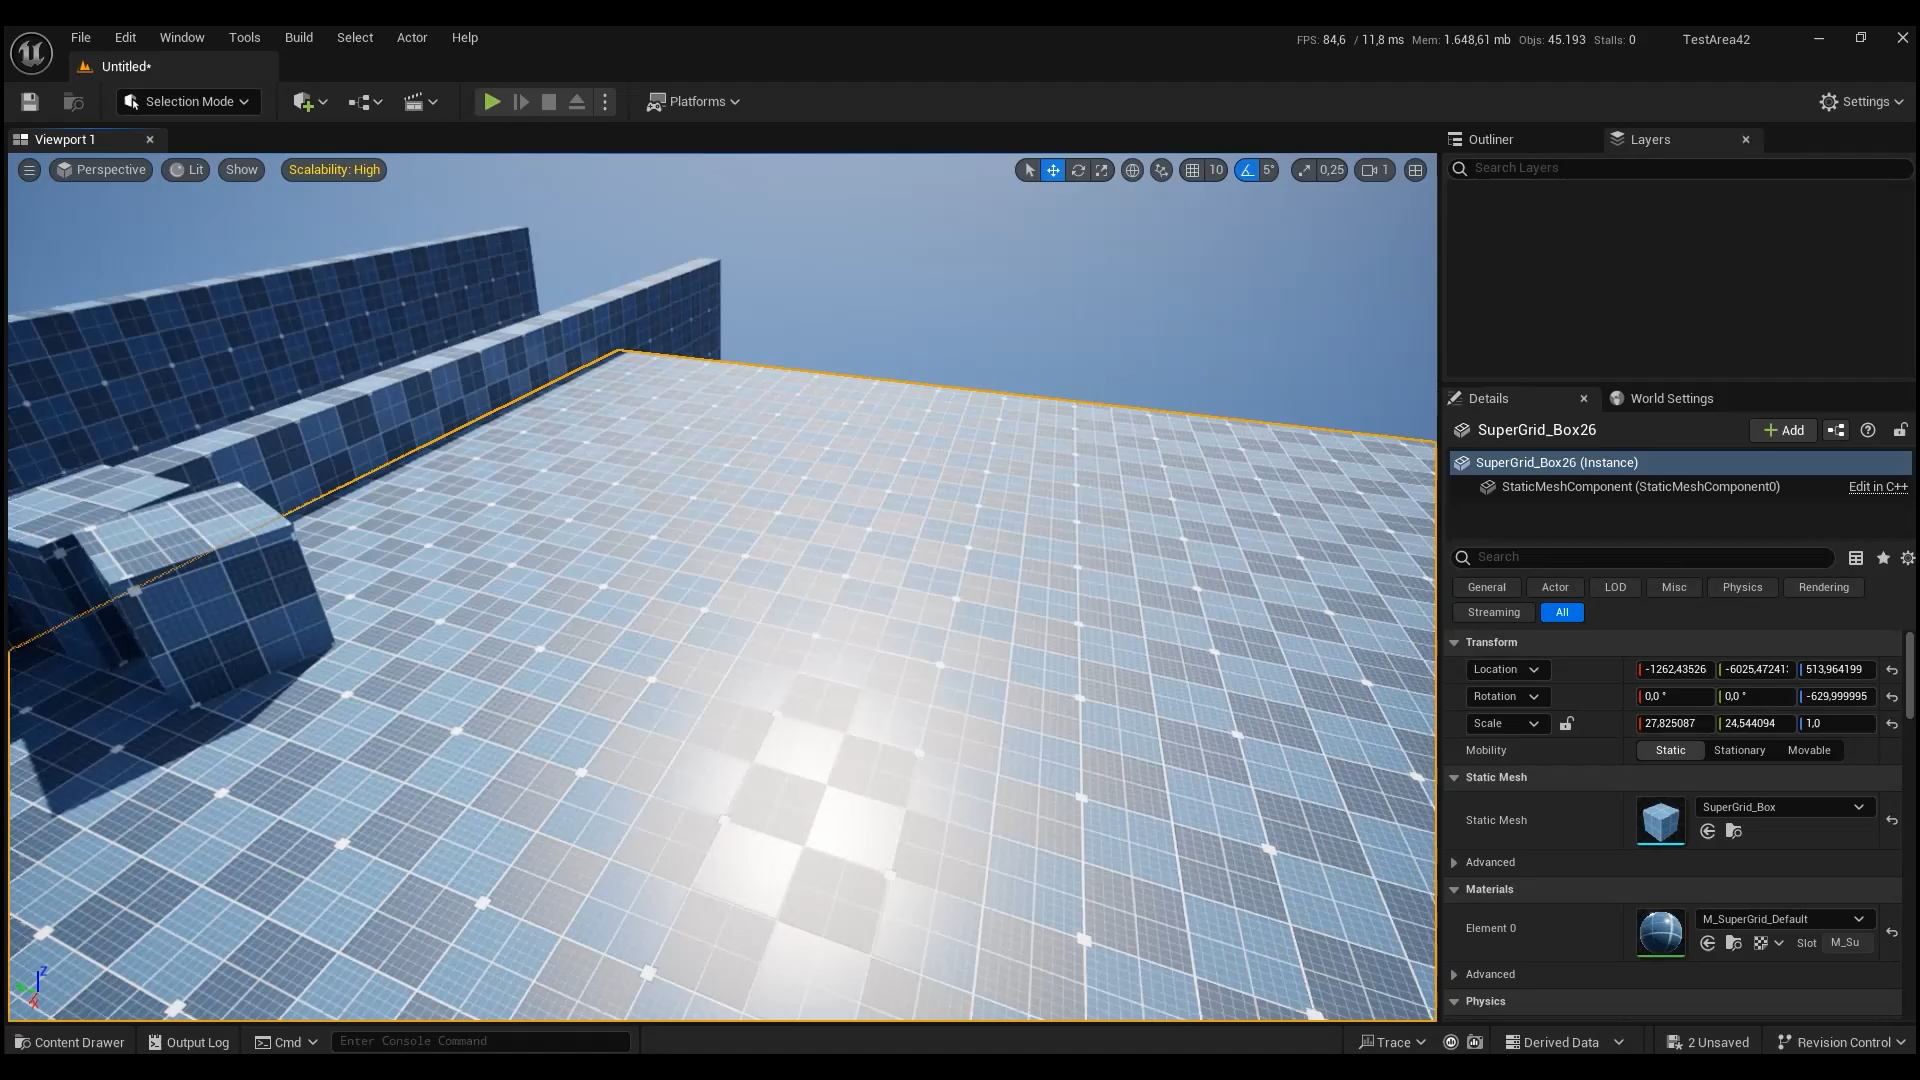 File Edit Window Tools Build Select Actor Help
FPS: 84,6 / 11,8 ms Mem: 1.648,61 mb Objs: 45.193 Stalls: 0 TestArea42
Untitled*
Selection Mode Platforms Settings
Viewport 1
Outliner Layers
Perspective Lit Show Scalability: High 10 5° 0,25 1
Search Layers
Details World Settings
SuperGrid_Box26 Add
SuperGrid_Box26 (Instance)
StaticMeshComponent (StaticMeshComponent0) Edit in C++
Search
General Actor LOD Misc Physics Rendering
Streaming All
Transform
Location -1262,43526 -6025,47241 513,964199
Rotation 0,0 ° 0,0 ° -629,999995
Scale 27,825087 24,544094 1,0
Mobility Static Stationary Movable
Static Mesh
SuperGrid_Box
Static Mesh
Advanced
Materials
M_SuperGrid_Default
Element 0
Slot M_Su
Advanced
Physics
Z
X
Content Drawer Output Log Cmd Enter Console Command Trace Derived Data 2 Unsaved Revision Control